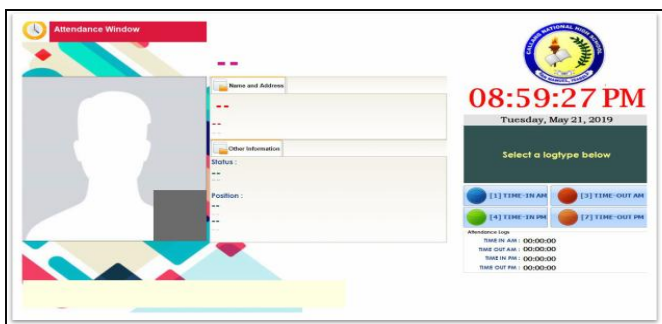 Attendance Window
--
Name and Address
--
--
--
Other Information
Status :
--
--
Position :
--
--
--
NATIONAL HIGH SCHOOL
08:59:27 PM
Tuesday, May 21, 2019
Select a logtype below
[1] TIME-IN AM
[3] TIME-OUT AM
[4] TIME-IN PM
[7] TIME-OUT PM
Attendance Logs
TIME IN AM : 00:00:00
TIME OUT AM : 00:00:00
TIME IN PM : 00:00:00
TIME OUT PM : 00:00:00